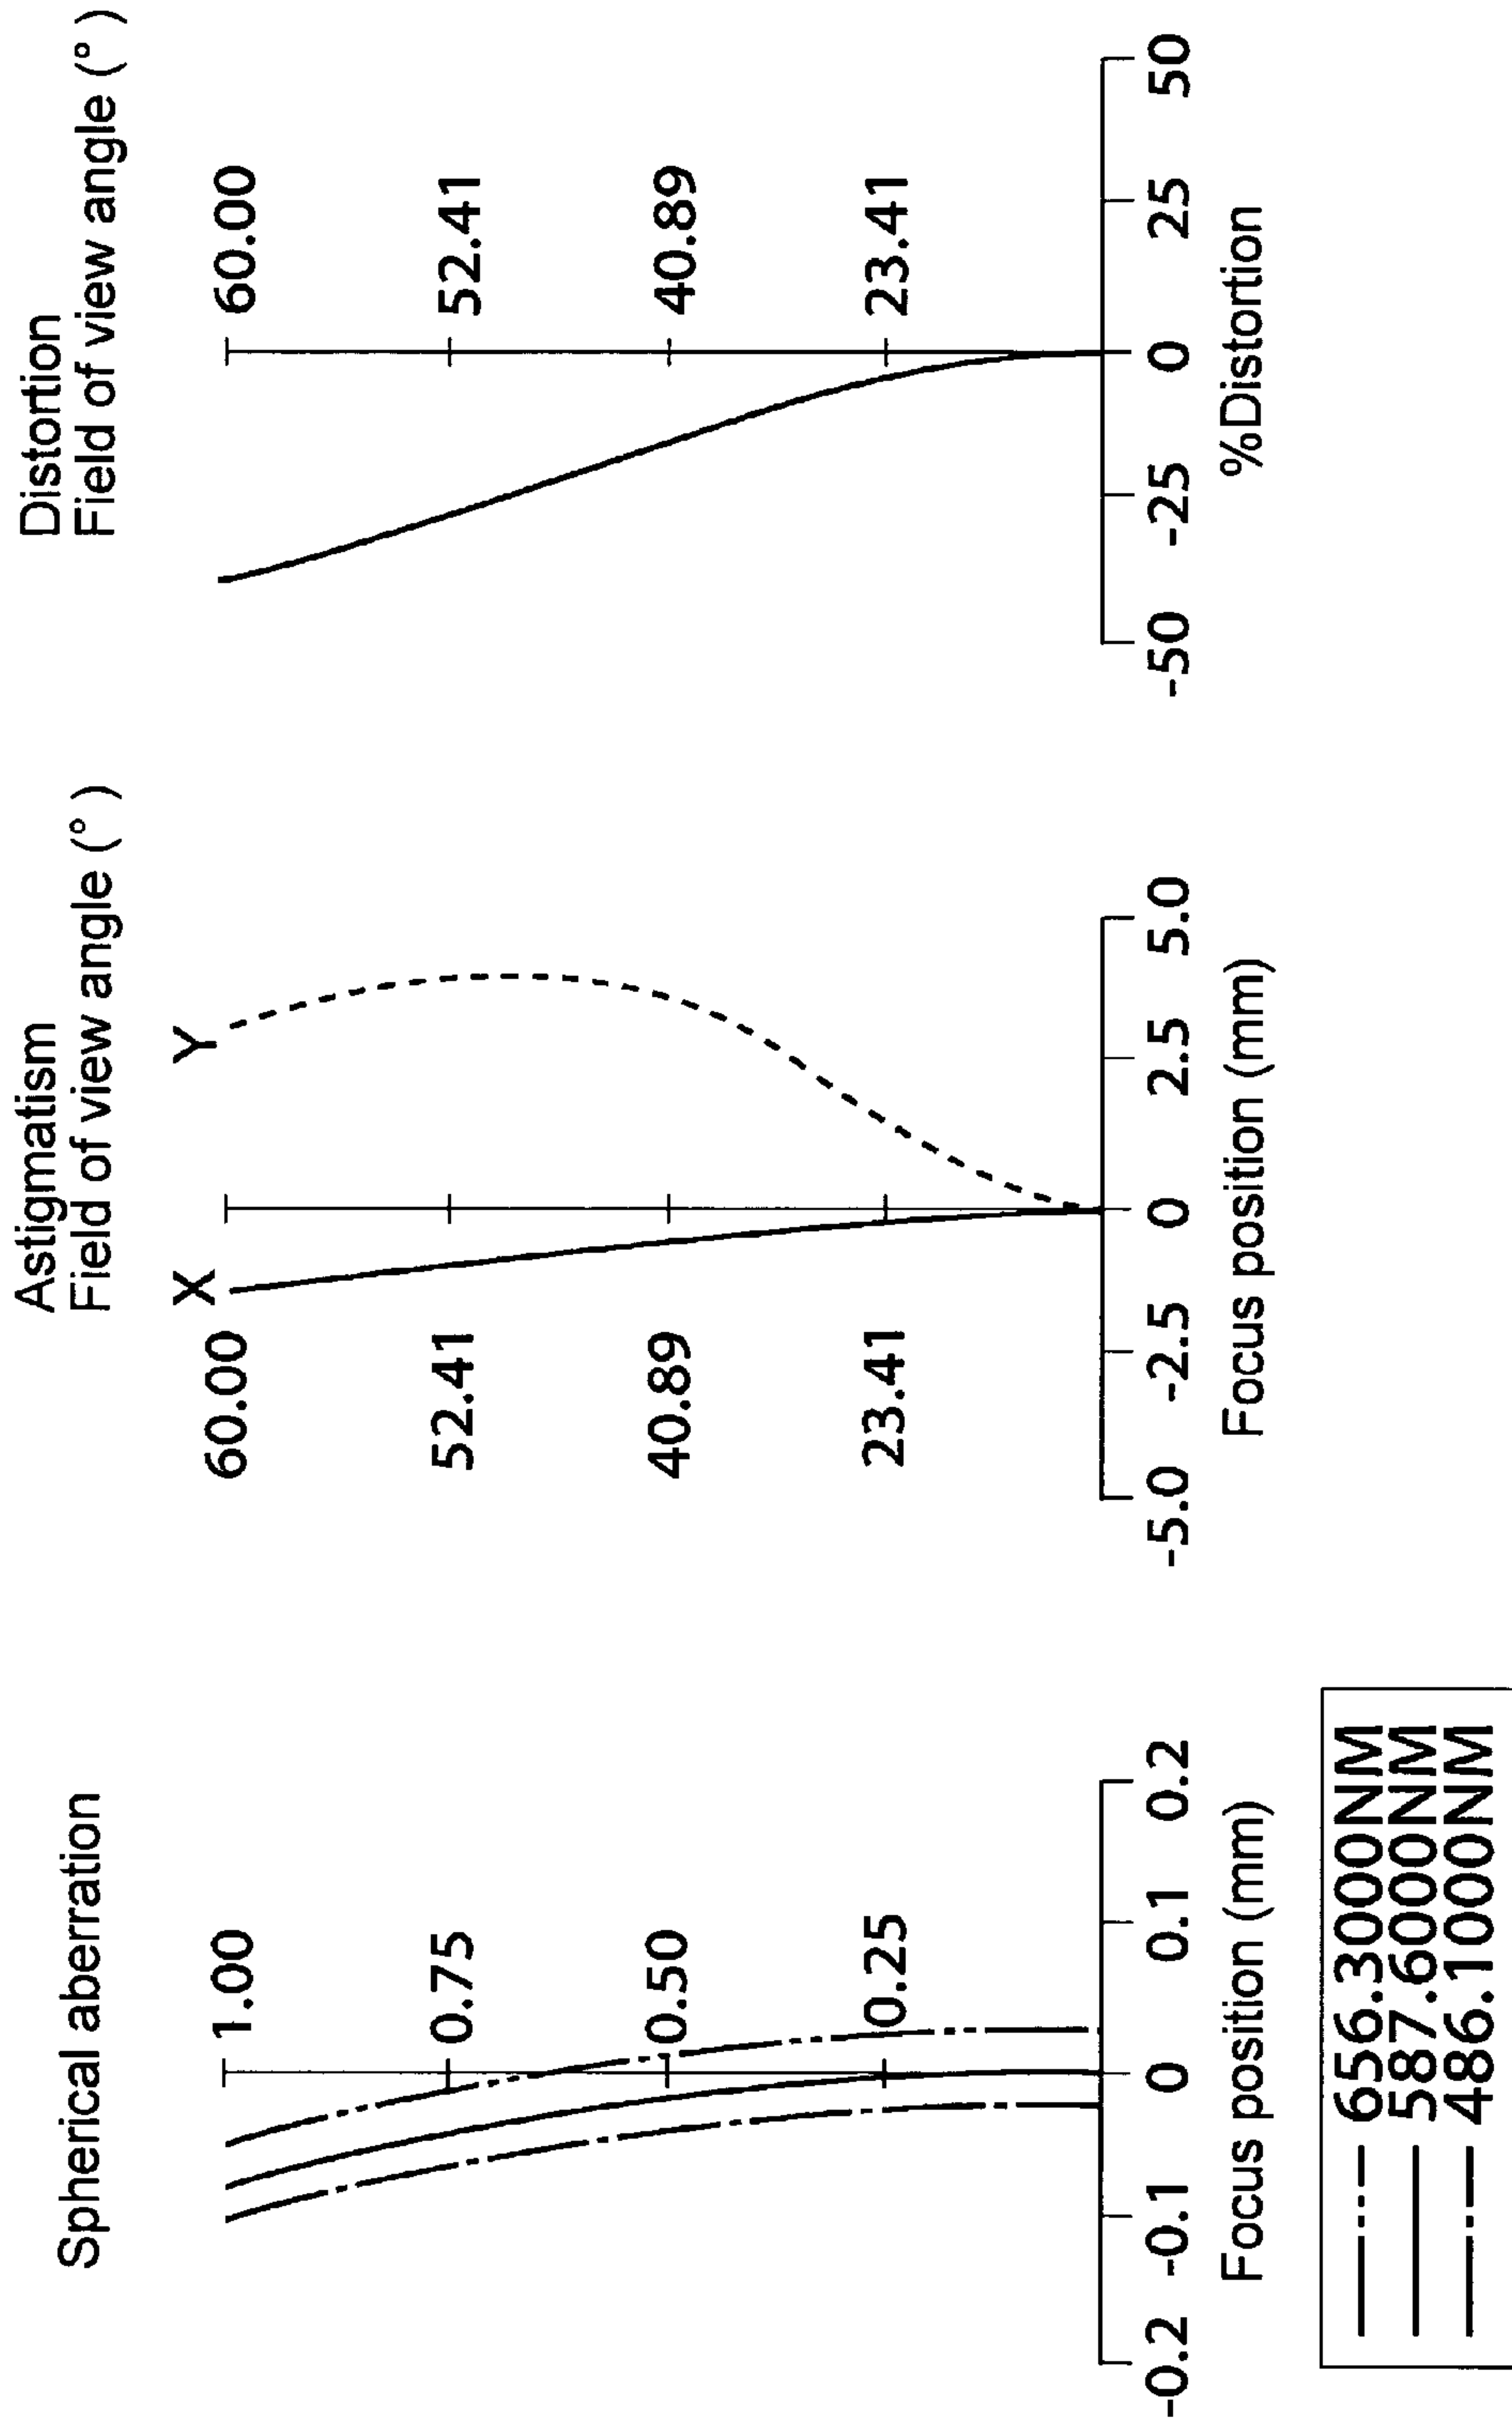 Spherical aberration
1.00
0.75
0.50
0.25
-0.2 -0.1 0 0.1 0.2
Focus position (mm)
656.3000NM
587.6000NM
486.1000NM
Astigmatism
Field of view angle (°)
X Y
60.00
52.41
40.89
23.41
-5.0 -2.5 0 2.5 5.0
Focus position (mm)
Distortion
Field of view angle (°)
60.00
52.41
40.89
23.41
-50 -25 0 25 50
%Distortion